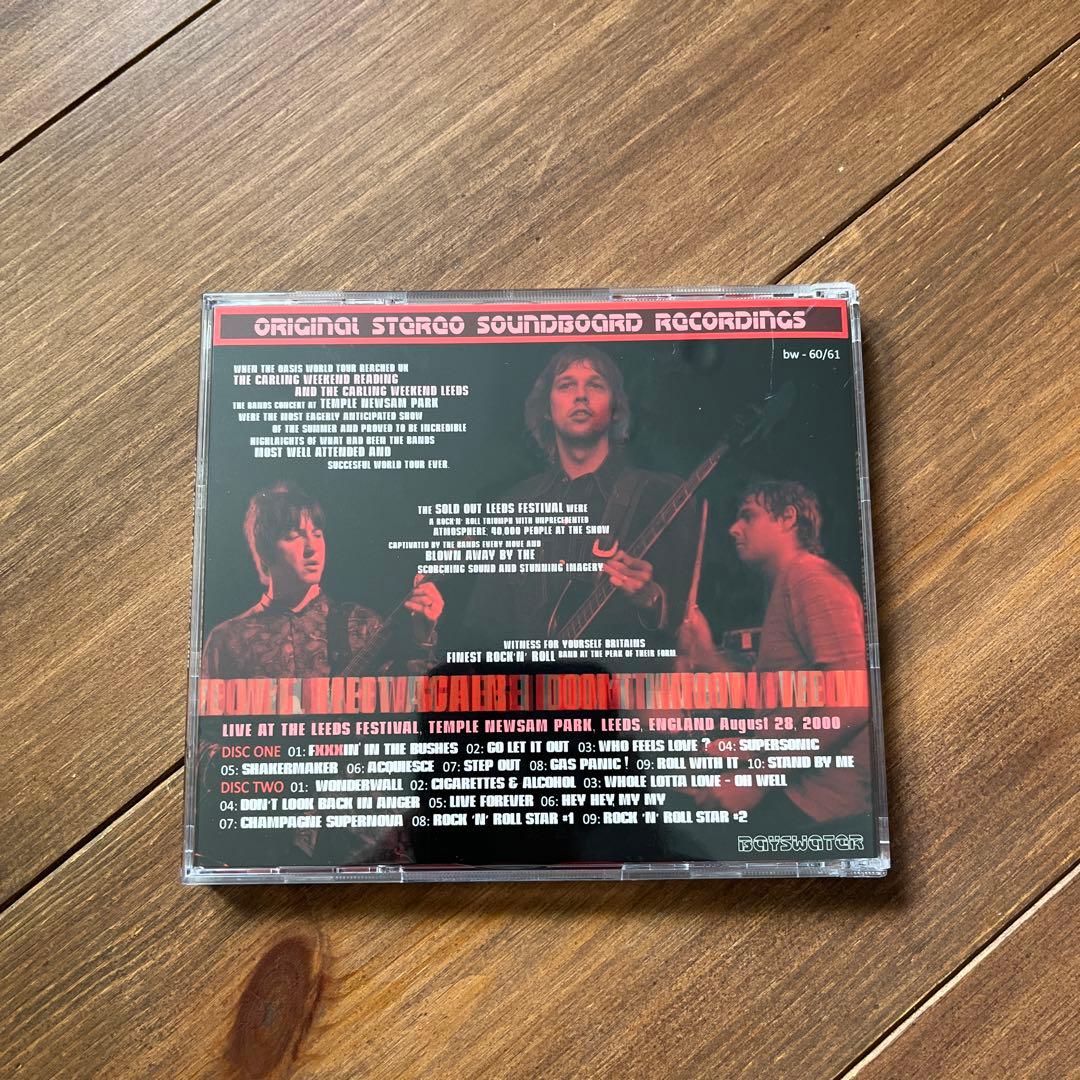 ORIGINAL STEREO SOUNDBOARD RECORDINGS
bw - 60/61
WHEN THE OASIS WORLD TOUR REACHED UK
THE CARLING WEEKEND READING
AND THE CARLING WEEKEND LEEDS
THE BANDS CONCERT AT TEMPLE NEWSAM PARK
WERE THE MOST EAGERLY ANTICIPATED SHOW
OF THE SUMMER AND PROVED TO BE INCREDIBLE
HIGHLAIGHTS OF WHAT HAD BEEN THE BANDS
MOST WELL ATTENDED AND
SUCCESFUL WORLD TOUR EVER.
THE SOLD OUT LEEDS FESTIVAL WERE
A ROCK'N' ROLL TRIUMPH WITH UNPRECEDENTED
ATMOSPHERE, 40,000 PEOPLE AT THE SHOW
CAPTIVATED BY THE BANDS EVERY MOVE AND
BLOWN AWAY BY THE
SCORCHING SOUND AND STUNNING IMAGERY.
WITNESS FOR YOURSELF BRITAINS
FINEST ROCK'N' ROLL BAND AT THE PEAK OF THEIR FORM.
LIVE AT THE LEEDS FESTIVAL, TEMPLE NEWSAM PARK, LEEDS, ENGLAND August 28, 2000
DISC ONE 01: FXXXIN' IN THE BUSHES 02: GO LET IT OUT 03: WHO FEELS LOVE ? 04: SUPERSONIC
05: SHAKERMAKER 06: ACQUIESCE 07: STEP OUT 08: GAS PANIC ! 09: ROLL WITH IT 10: STAND BY ME
DISC TWO 01: WONDERWALL 02: CIGARETTES & ALCOHOL 03: WHOLE LOTTA LOVE - OH WELL
04: DON'T LOOK BACK IN ANGER 05: LIVE FOREVER 06: HEY HEY, MY MY
07: CHAMPAGNE SUPERNOVA 08: ROCK 'N' ROLL STAR #1 09: ROCK 'N' ROLL STAR #2
BAYSWATER